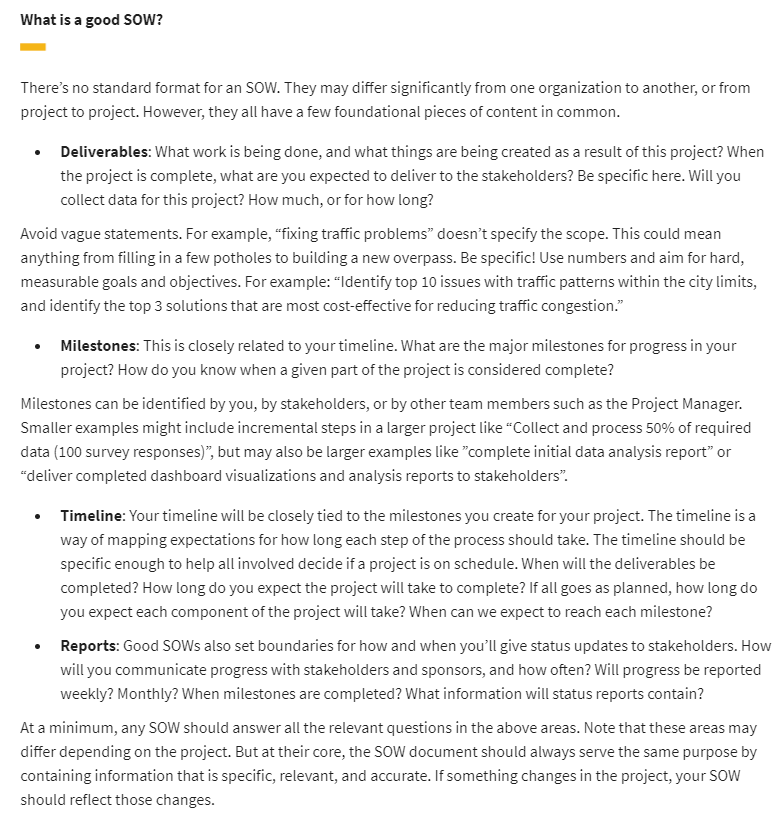 What is a good SOW?
There's no standard format for an SOW. They may differ significantly from one organization to another, or from
project to project. However, they all have a few foundational pieces of content in common.
• Deliverables: What work is being done, and what things are being created as a result of this project? When
the project is complete, what are you expected to deliver to the stakeholders? Be specific here. Will you
collect data for this project? How much, or for how long?
Avoid vague statements. For example, “fixing traffic problems” doesn't specify the scope. This could mean
anything from filling in a few potholes to building a new overpass. Be specific! Use numbers and aim for hard,
measurable goals and objectives. For example: “Identify top 10 issues with traffic patterns within the city limits,
and identify the top 3 solutions that are most cost-effective for reducing traffic congestion.”
• Milestones: This is closely related to your timeline. What are the major milestones for progress in your
project? How do you know when a given part of the project is considered complete?
Milestones can be identified by you, by stakeholders, or by other team members such as the Project Manager.
Smaller examples might include incremental steps in a larger project like “Collect and process 50% of required
data (100 survey responses)”, but may also be larger examples like ”complete initial data analysis report” or
“deliver completed dashboard visualizations and analysis reports to stakeholders”.
• Timeline: Your timeline will be closely tied to the milestones you create for your project. The timeline is a
way of mapping expectations for how long each step of the process should take. The timeline should be
specific enough to help all involved decide if a project is on schedule. When will the deliverables be
completed? How long do you expect the project will take to complete? If all goes as planned, how long do
you expect each component of the project will take? When can we expect to reach each milestone?
• Reports: Good SOWs also set boundaries for how and when you'll give status updates to stakeholders. How
will you communicate progress with stakeholders and sponsors, and how often? Will progress be reported
weekly? Monthly? When milestones are completed? What information will status reports contain?
At a minimum, any SOW should answer all the relevant questions in the above areas. Note that these areas may
differ depending on the project. But at their core, the SOW document should always serve the same purpose by
containing information that is specific, relevant, and accurate. If something changes in the project, your SOW
should reflect those changes.